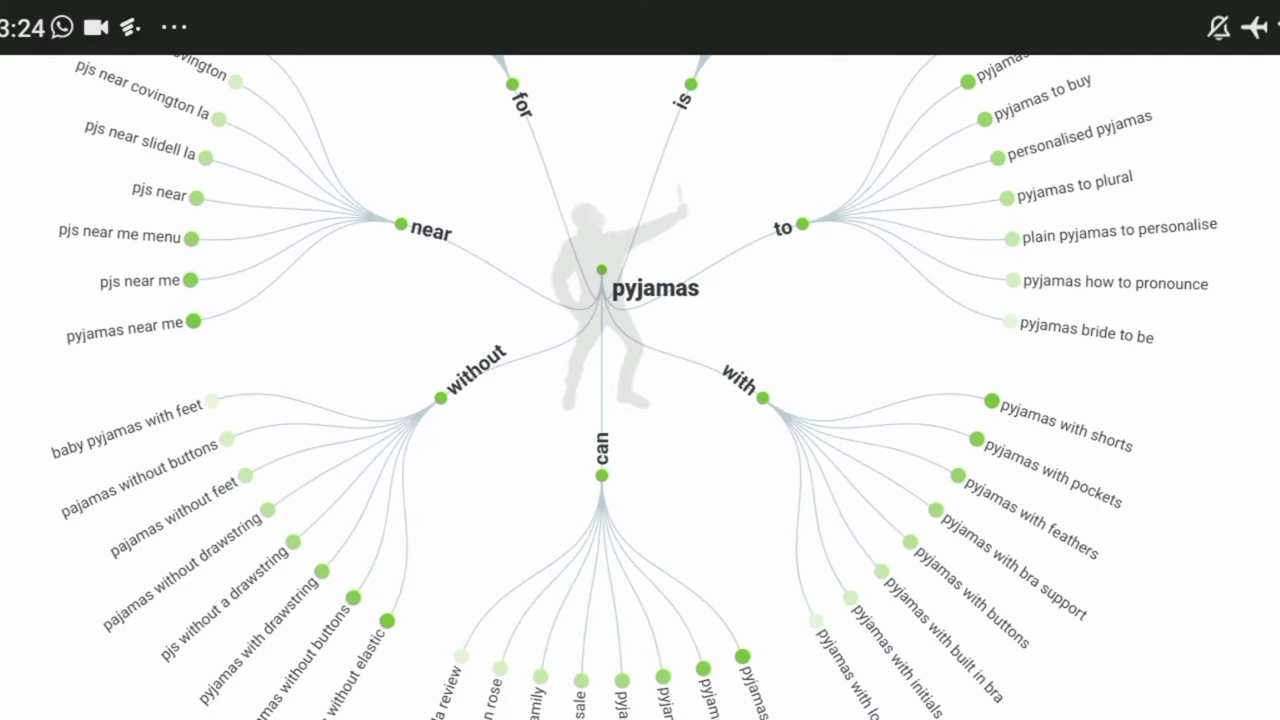 3:24
covington
pjs near covington la
pjs near slidell la
pjs near
pjs near me menu
pjs near me
pyjamas near me
near
for
is
to
pyjamas to buy
personalised pyjamas
pyjamas to plural
plain pyjamas to personalise
pyjamas how to pronounce
pyjamas bride to be
pyjamas
without
baby pyjamas with feet
pajamas without buttons
pajamas without feet
pajamas without drawstring
pjs without a drawstring
pyjamas with drawstring
without buttons
without elastic
can
review
rose
sale
pyjamas
with
pyjamas with shorts
pyjamas with pockets
pyjamas with feathers
pyjamas with bra support
pyjamas with buttons
pyjamas with built in bra
pyjamas with initials
pyjamas with